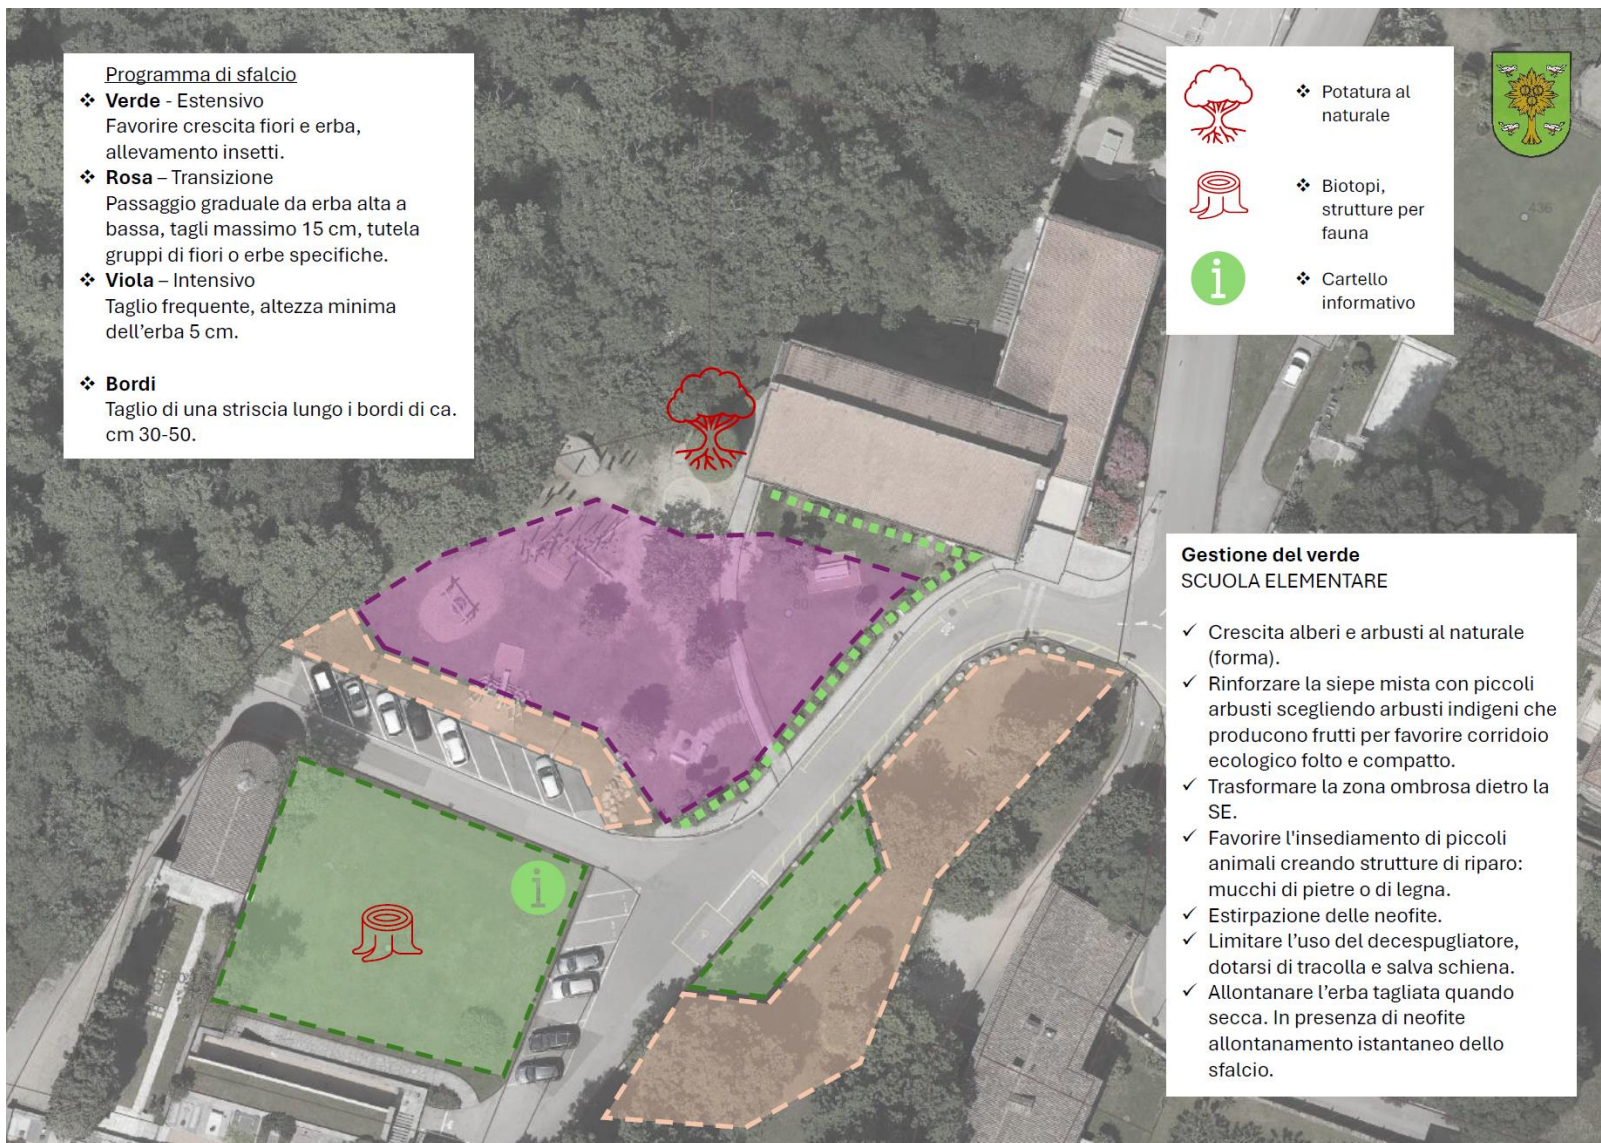 Programma di sfalcio
❖ Verde - Estensivo
Favorire crescita fiori e erba,
allevamento insetti.
❖ Rosa – Transizione
Passaggio graduale da erba alta a
bassa, tagli massimo 15 cm, tutela
gruppi di fiori o erbe specifiche.
❖ Viola – Intensivo
Taglio frequente, altezza minima
dell'erba 5 cm.
❖ Bordi
Taglio di una striscia lungo i bordi di ca.
cm 30-50.
❖ Potatura al
naturale
❖ Biotopi,
strutture per
fauna
i
❖ Cartello
informativo
436
Gestione del verde
SCUOLA ELEMENTARE
✓ Crescita alberi e arbusti al naturale
(forma).
✓ Rinforzare la siepe mista con piccoli
arbusti scegliendo arbusti indigeni che
producono frutti per favorire corridoio
ecologico folto e compatto.
✓ Trasformare la zona ombrosa dietro la
SE.
✓ Favorire l'insediamento di piccoli
animali creando strutture di riparo:
mucchi di pietre o di legna.
✓ Estirpazione delle neofite.
✓ Limitare l'uso del decespugliatore,
dotarsi di tracolla e salva schiena.
✓ Allontanare l'erba tagliata quando
secca. In presenza di neofite
allontanamento istantaneo dello
sfalcio.
i